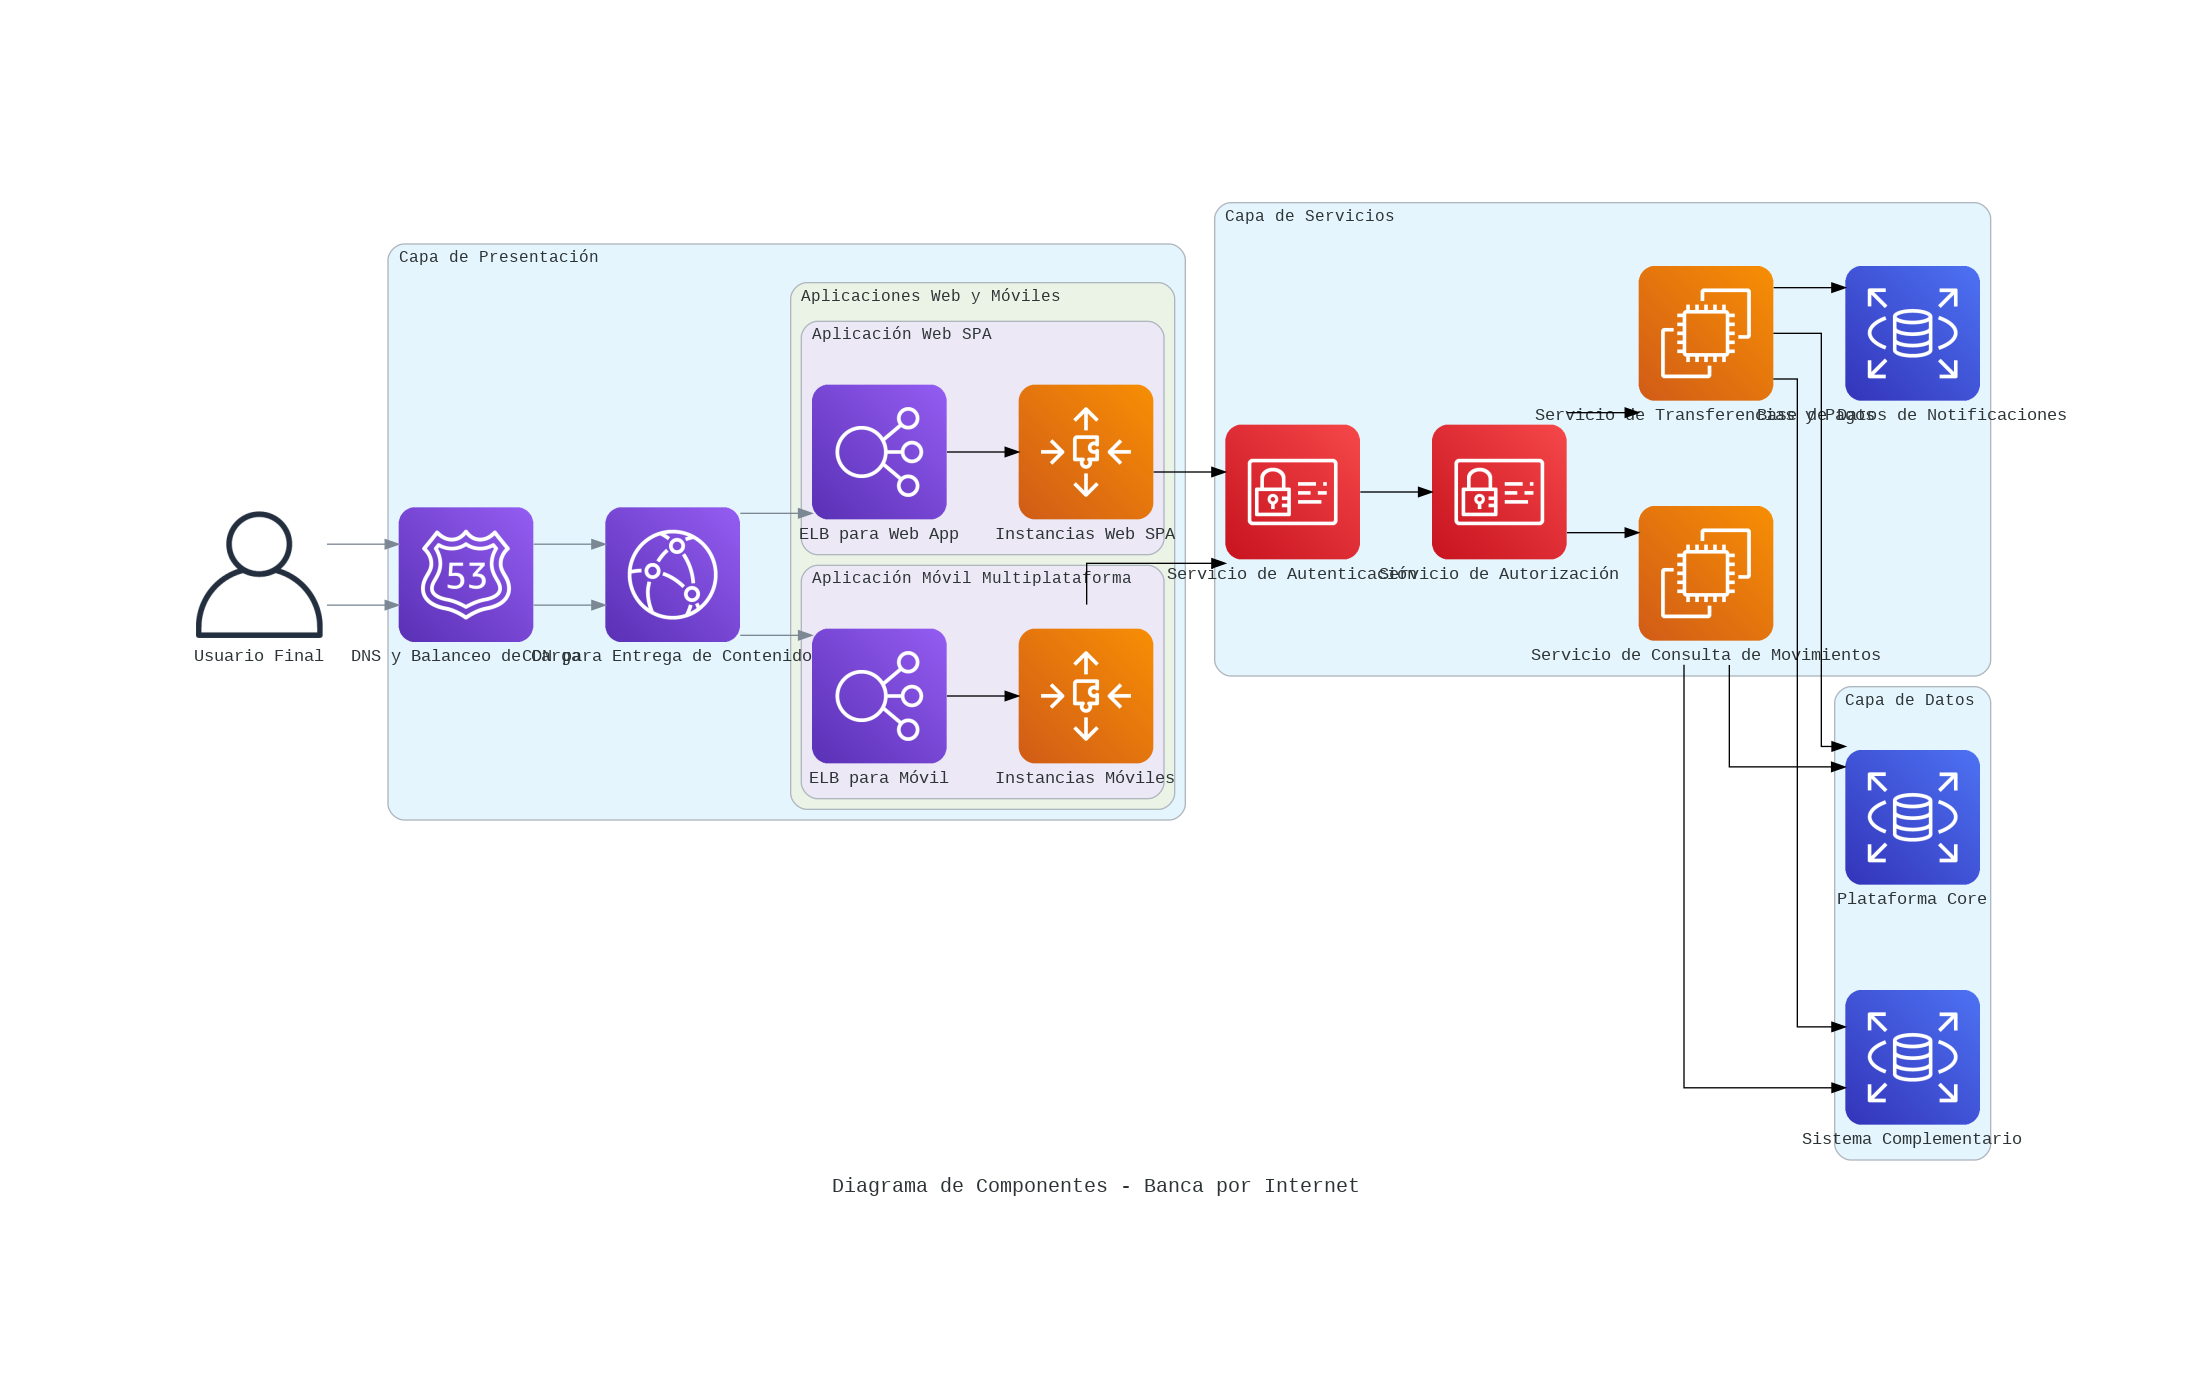 Capa de Servicios
Capa de Presentación
Aplicaciones Web y Móviles
Aplicación Web SPA
Servicio de Transferencias y Pagos
Base de Datos de Notificaciones
ELB para Web App
Instancias Web SPA
53
Aplicación Móvil Multiplataforma
Servicio de Autenticación
Servicio de Autorización
Usuario Final
DNS y Balanceo de Carga
CDN para Entrega de Contenido
Servicio de Consulta de Movimientos
Capa de Datos
ELB para Móvil
Instancias Móviles
Plataforma Core
Sistema Complementario
Diagrama de Componentes - Banca por Internet